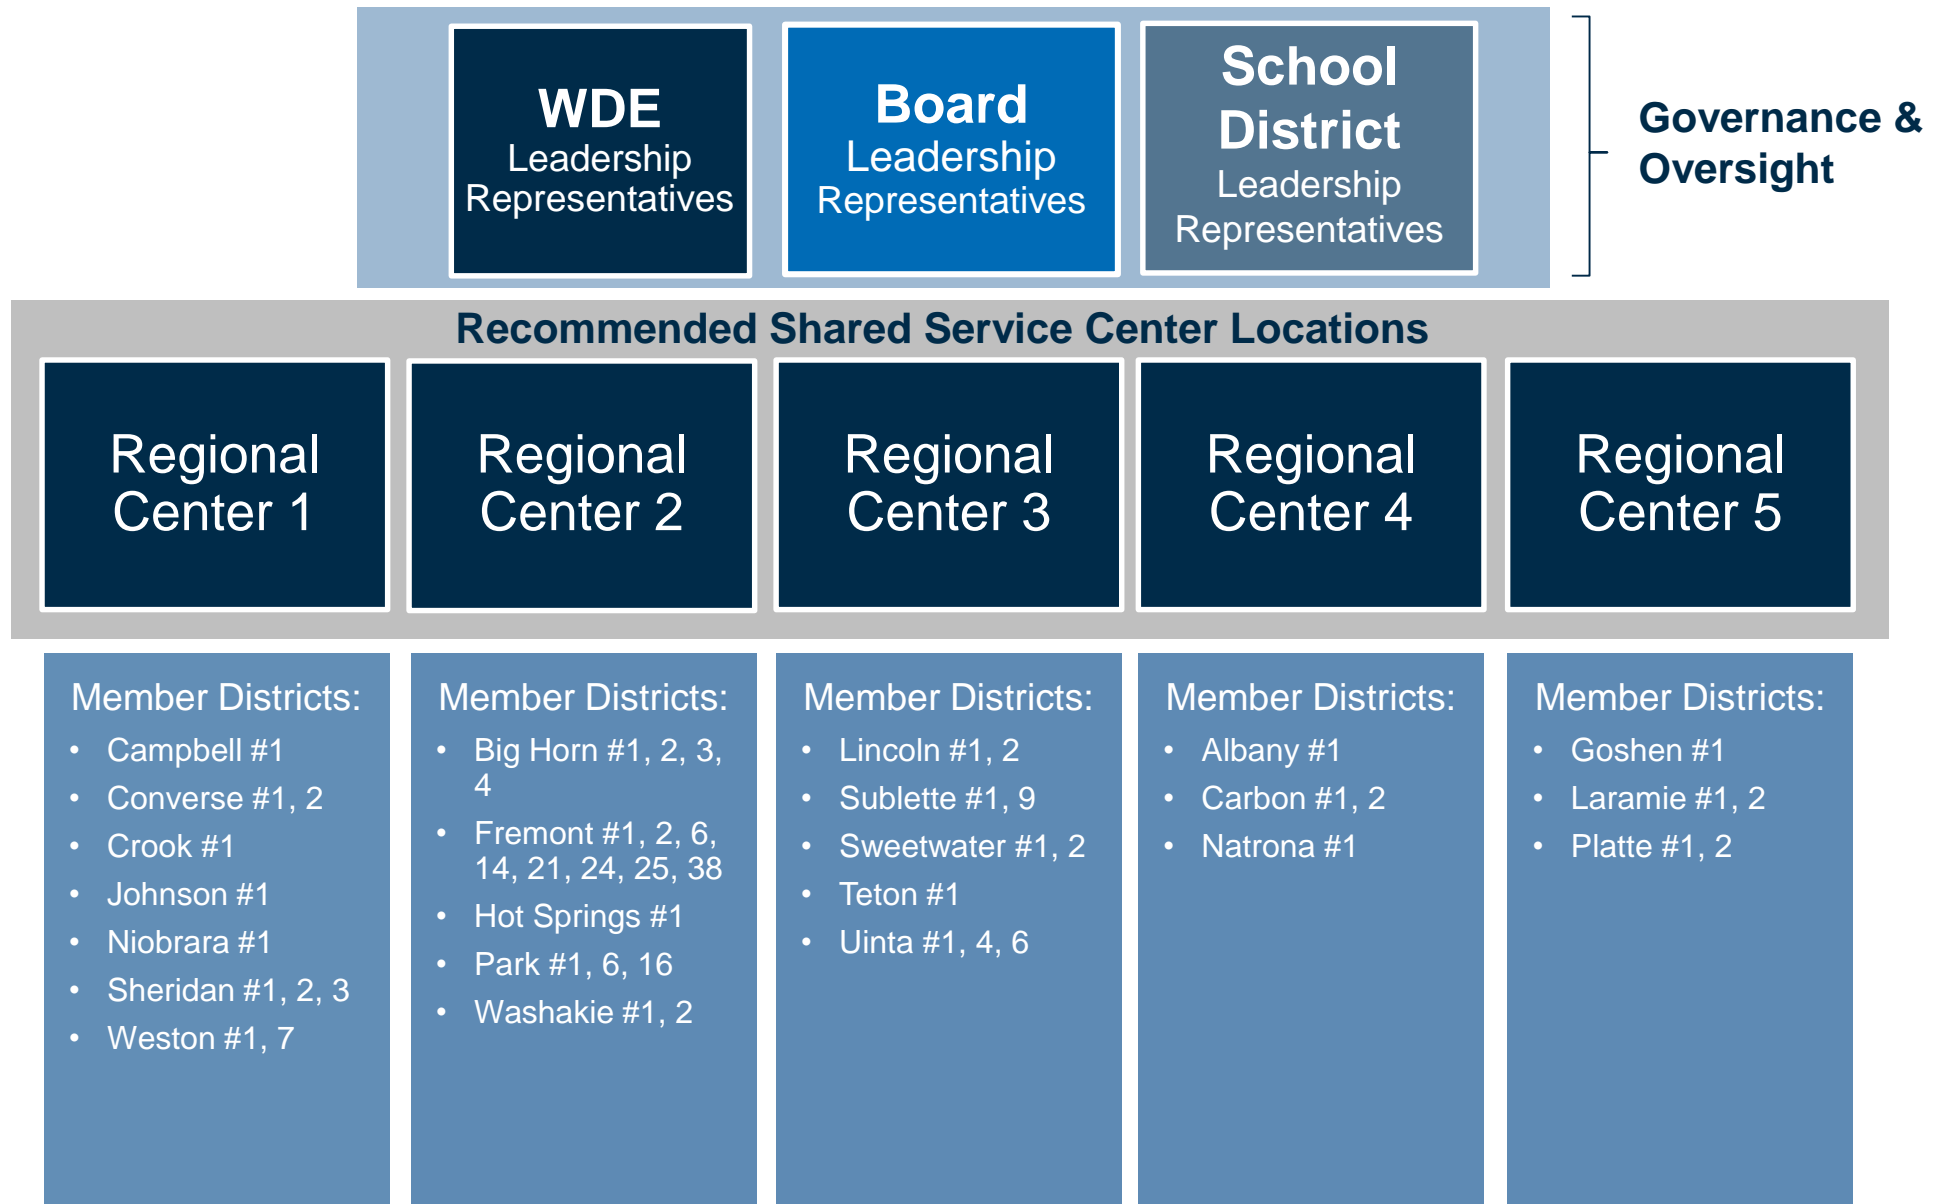 WDE
Leadership
Representatives
Board
Leadership
Representatives
School
District
Leadership
Representatives
Governance &
Oversight
Recommended Shared Service Center Locations
Regional
Center 1
Regional
Center 2
Regional
Center 3
Regional
Center 4
Regional
Center 5
Member Districts:
• Campbell #1
• Converse #1, 2
• Crook #1
• Johnson #1
• Niobrara #1
• Sheridan #1, 2, 3
• Weston #1, 7
Member Districts:
• Big Horn #1, 2, 3,
4
• Fremont #1, 2, 6,
14, 21, 24, 25, 38
• Hot Springs #1
• Park #1, 6, 16
• Washakie #1, 2
Member Districts:
• Lincoln #1, 2
• Sublette #1, 9
• Sweetwater #1, 2
• Teton #1
• Uinta #1, 4, 6
Member Districts:
• Albany #1
• Carbon #1, 2
• Natrona #1
Member Districts:
• Goshen #1
• Laramie #1, 2
• Platte #1, 2